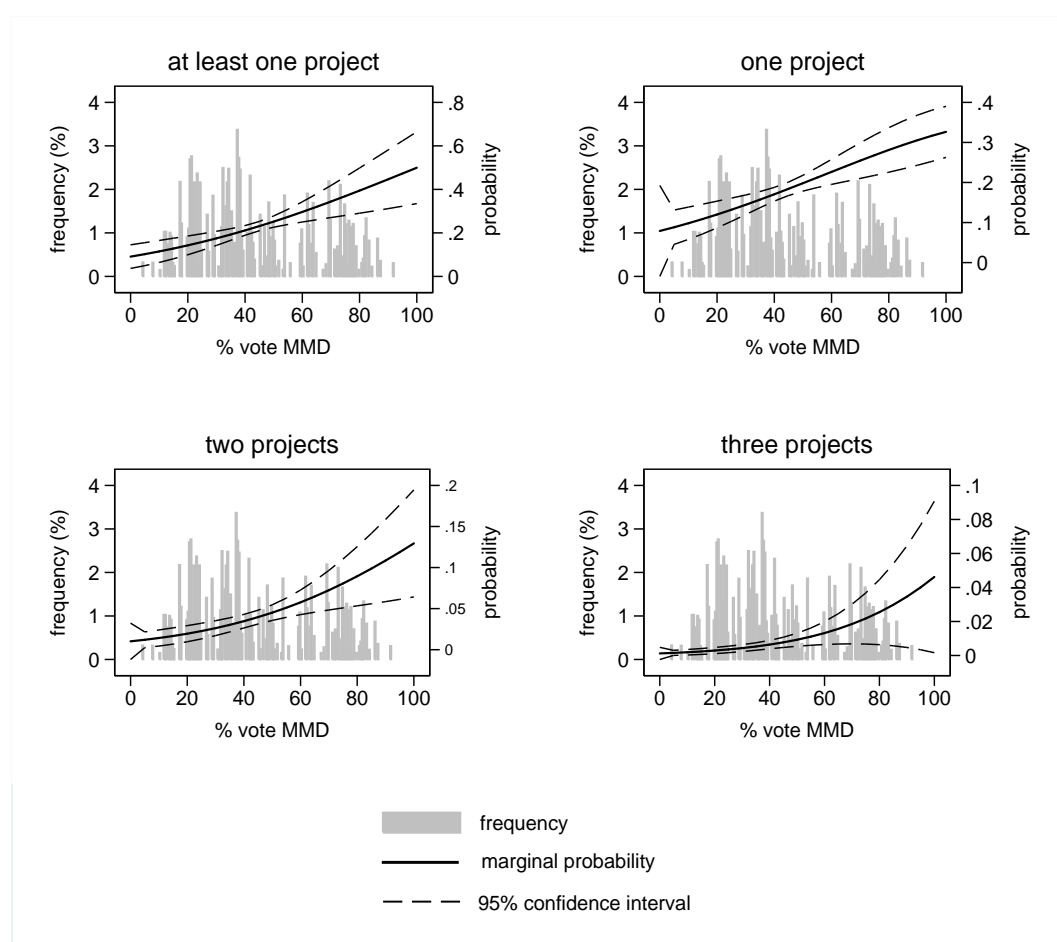 at least one project
4
3
2
1
0
frequency (%)
.8
.6
.4
.2
0
probability
0 20 40 60 80 100
% vote MMD
one project
4
3
2
1
0
frequency (%)
.4
.3
.2
.1
0
probability
0 20 40 60 80 100
% vote MMD
two projects
4
3
2
1
0
frequency (%)
.2
.15
.1
.05
0
probability
0 20 40 60 80 100
% vote MMD
three projects
4
3
2
1
0
frequency (%)
.1
.08
.06
.04
.02
0
probability
0 20 40 60 80 100
% vote MMD
frequency
marginal probability
95% confidence interval